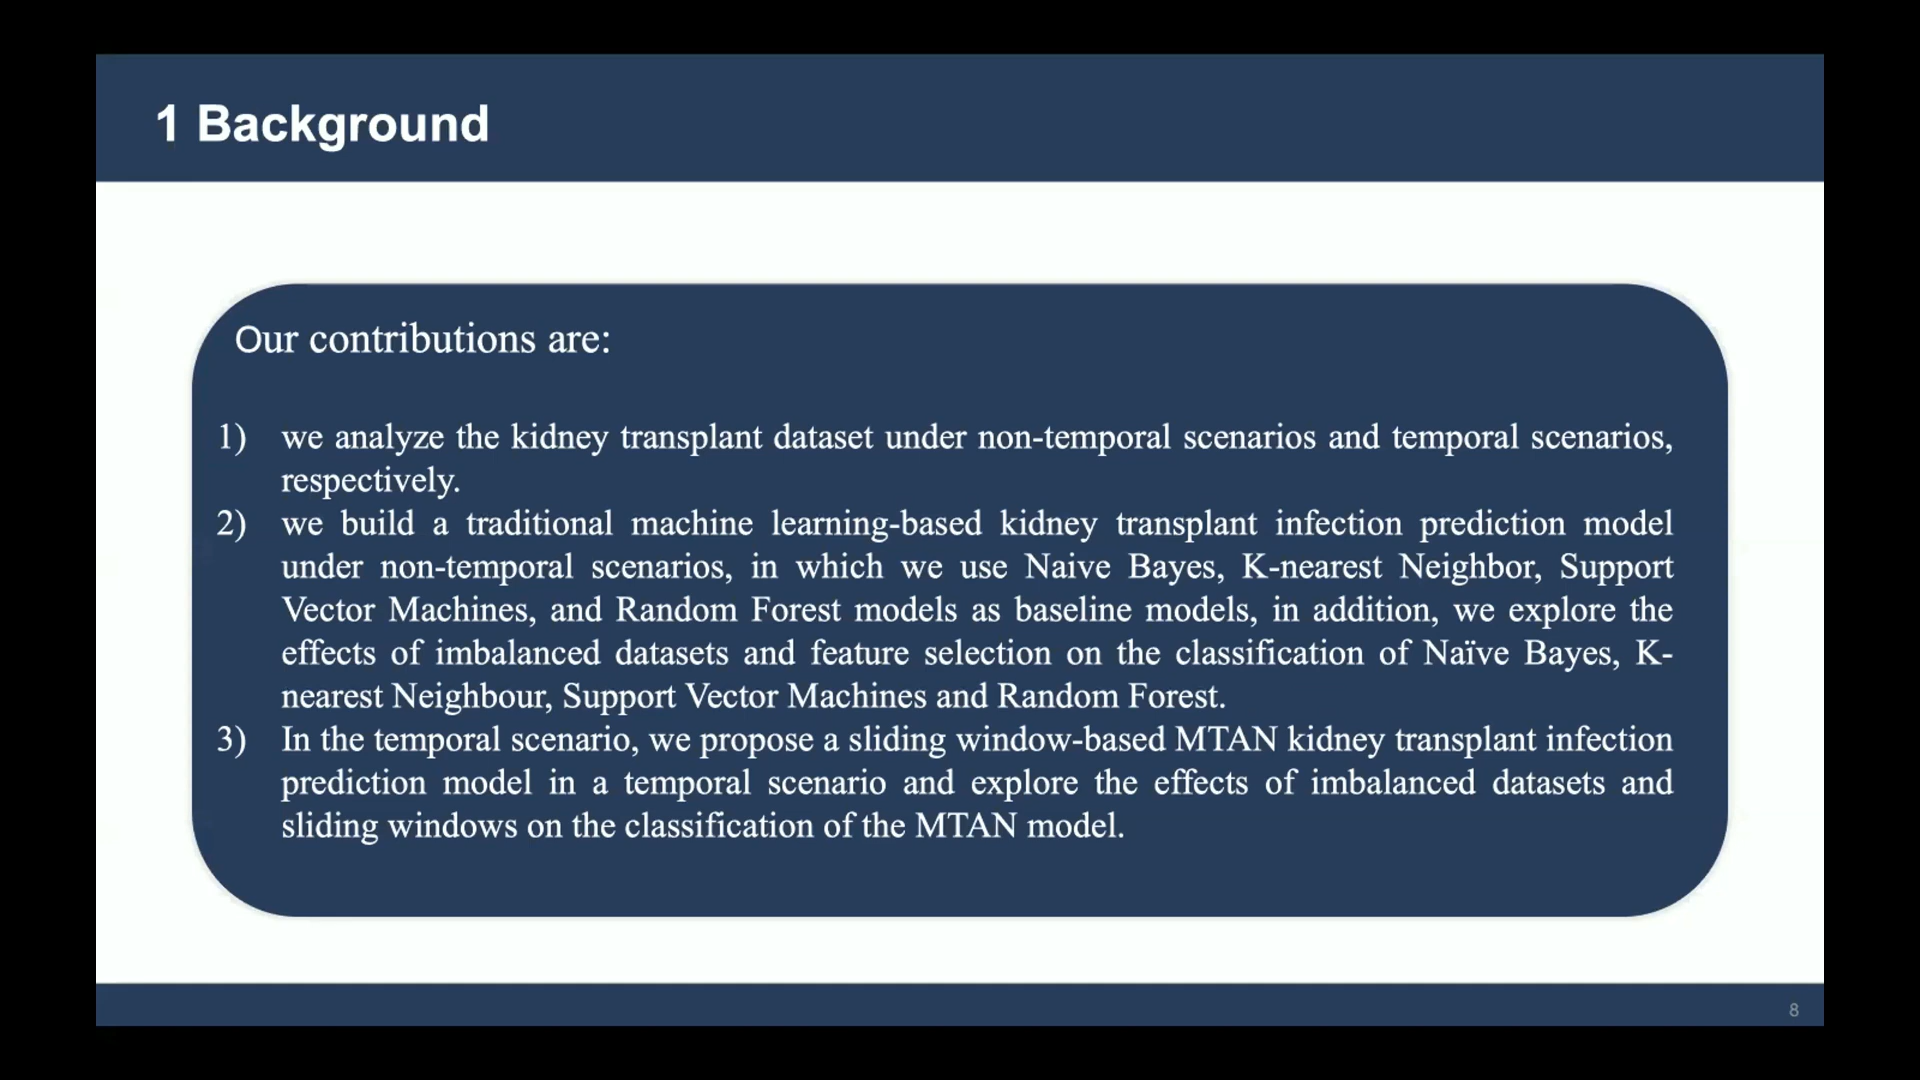 1 Background
Our contributions are:
1) we analyze the kidney transplant dataset under non-temporal scenarios and temporal scenarios,
respectively.
2) we build a traditional machine learning-based kidney transplant infection prediction model
under non-temporal scenarios, in which we use Naive Bayes, K-nearest Neighbor, Support
Vector Machines, and Random Forest models as baseline models, in addition, we explore the
effects of imbalanced datasets and feature selection on the classification of Naïve Bayes, K-
nearest Neighbour, Support Vector Machines and Random Forest.
3) In the temporal scenario, we propose a sliding window-based MTAN kidney transplant infection
prediction model in a temporal scenario and explore the effects of imbalanced datasets and
sliding windows on the classification of the MTAN model.
8